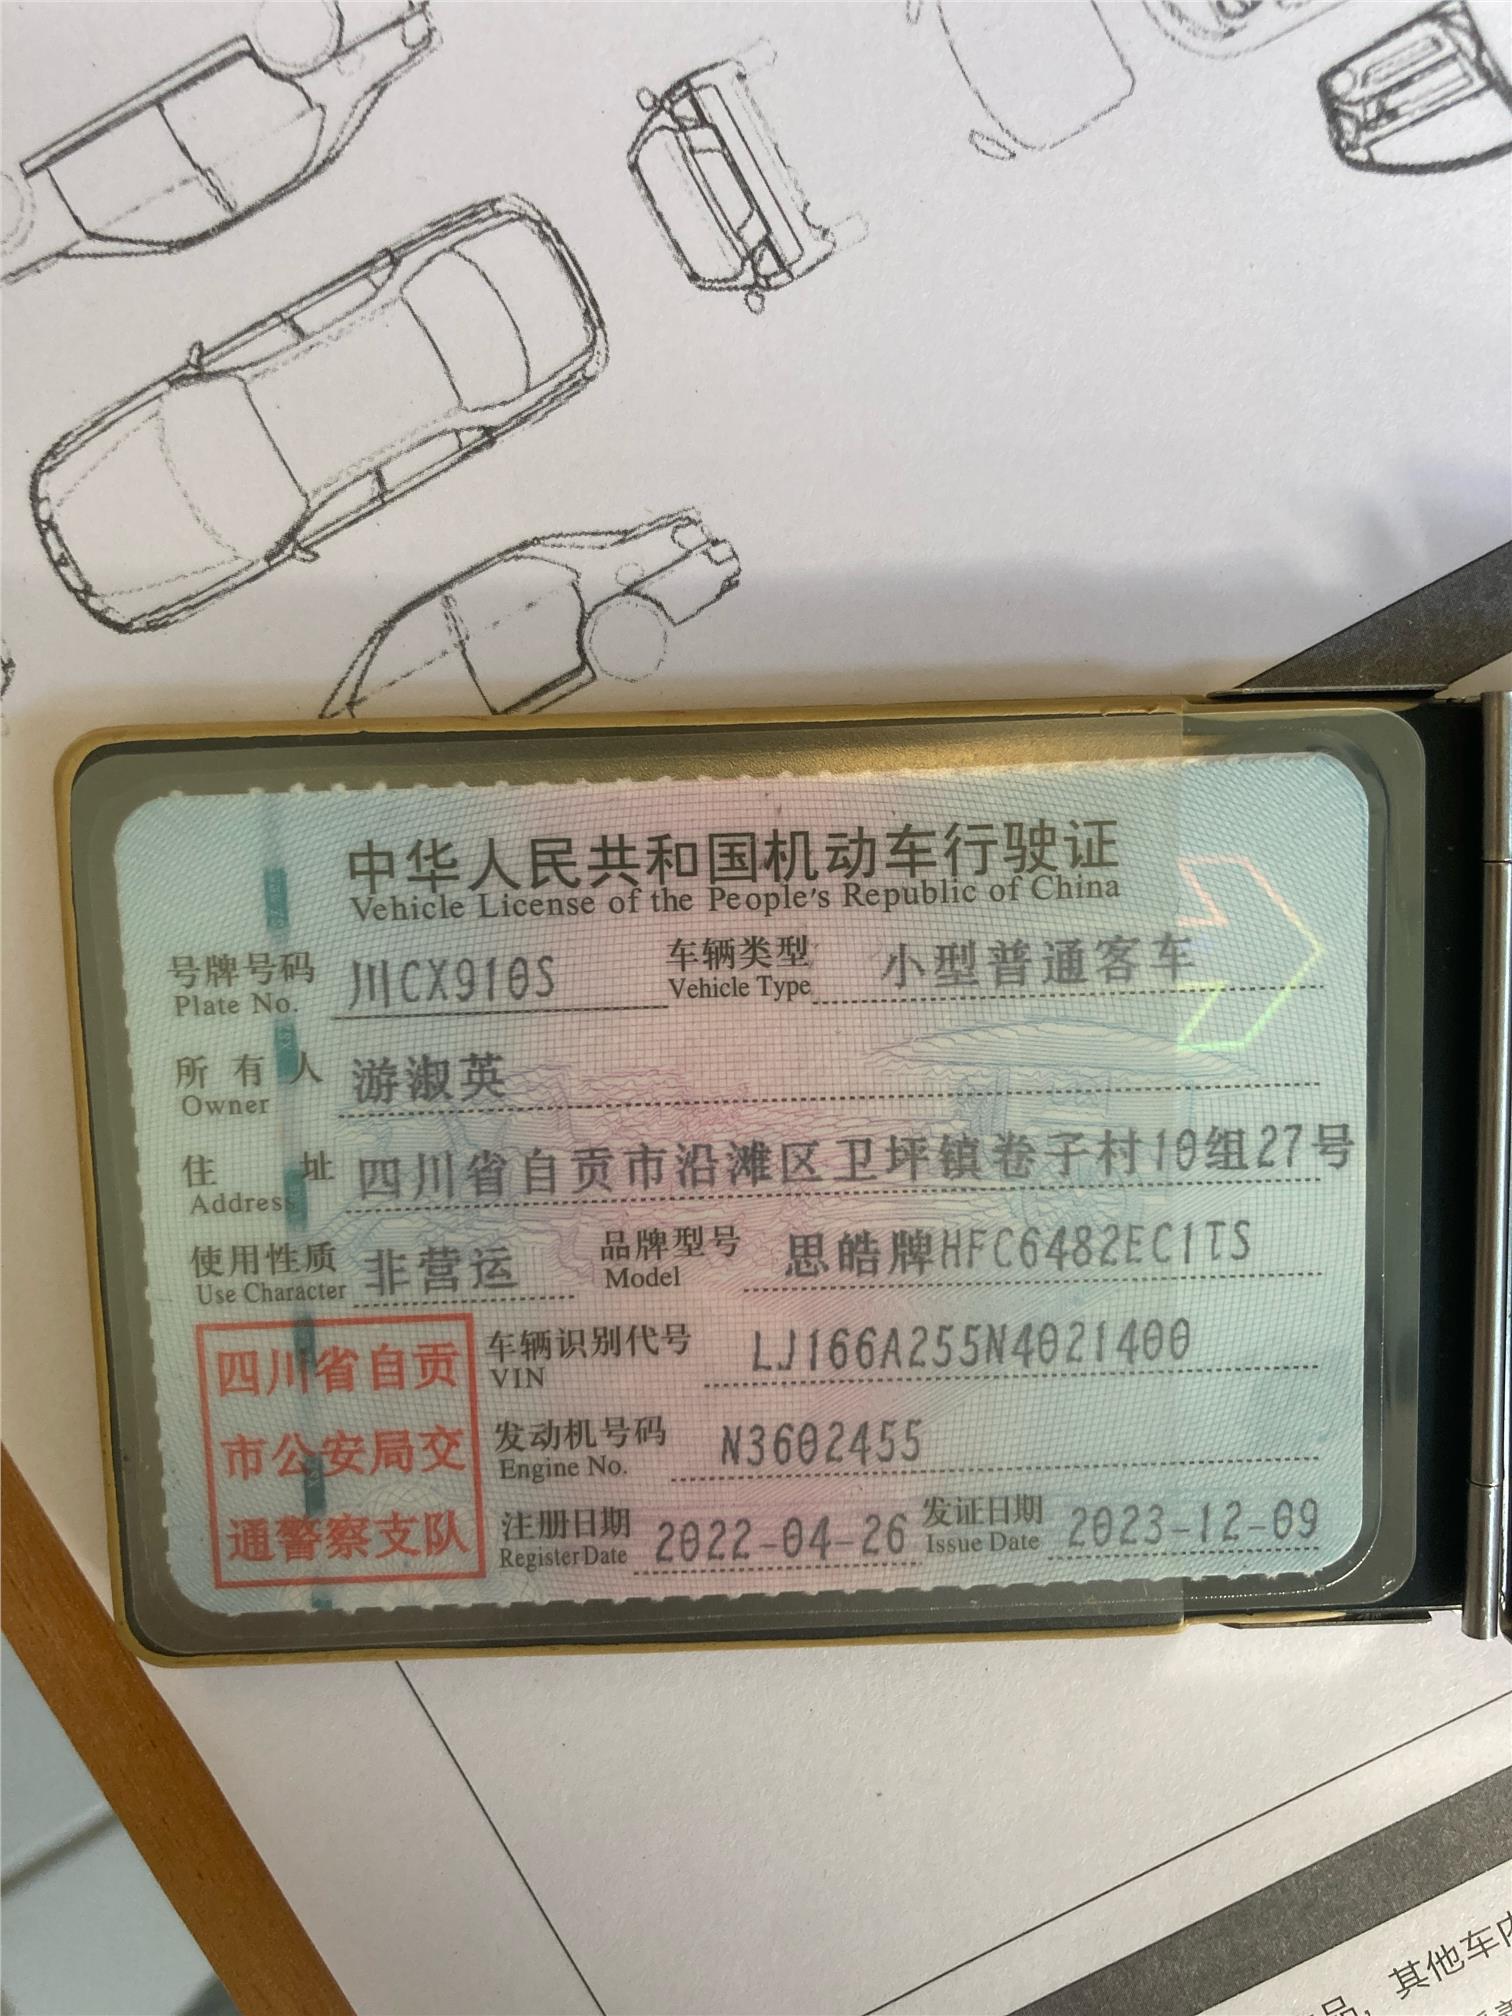 中华人民共和国机动车行驶证
Vehicle License of the People's Republic of China
号牌号码 川CX910S 车辆类型 小型普通客车
Plate No. Vehicle Type
所有人 游淑英
Owner
住址 四川省自贡市沿滩区卫坪镇卷子村10组27号
Address
使用性质 非营运 品牌型号 思皓牌HFC6482EC1TS
Use Character Model
四川省自贡
市公安局交
通警察支队
车辆识别代号 LJ166A255N4021400
VIN
发动机号码 N3602455
Engine No.
注册日期 2022-04-26 发证日期 2023-12-09
Register Date Issue Date
品，其他车内